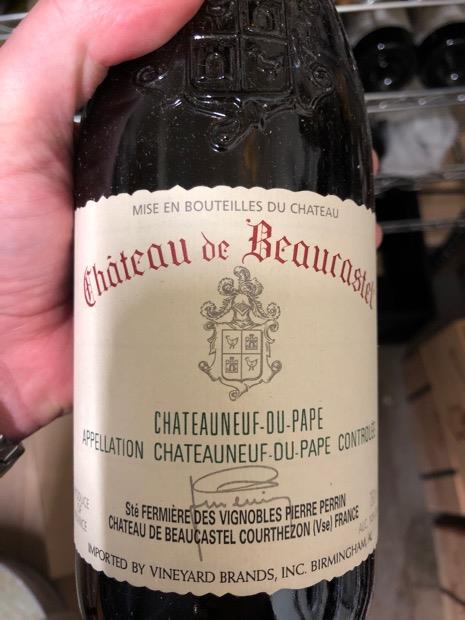 MISE EN BOUTEILLES DU CHATEAU
Château de Beaucastel
CHATEAUNEUF-DU-PAPE
APPELLATION CHATEAUNEUF-DU-PAPE CONTROLÉE
Sté FERMIÈRE DES VIGNOBLES PIERRE PERRIN
CHATEAU DE BEAUCASTEL COURTHEZON (Vse) FRANCE
IMPORTED BY VINEYARD BRANDS, INC. BIRMINGHAM,